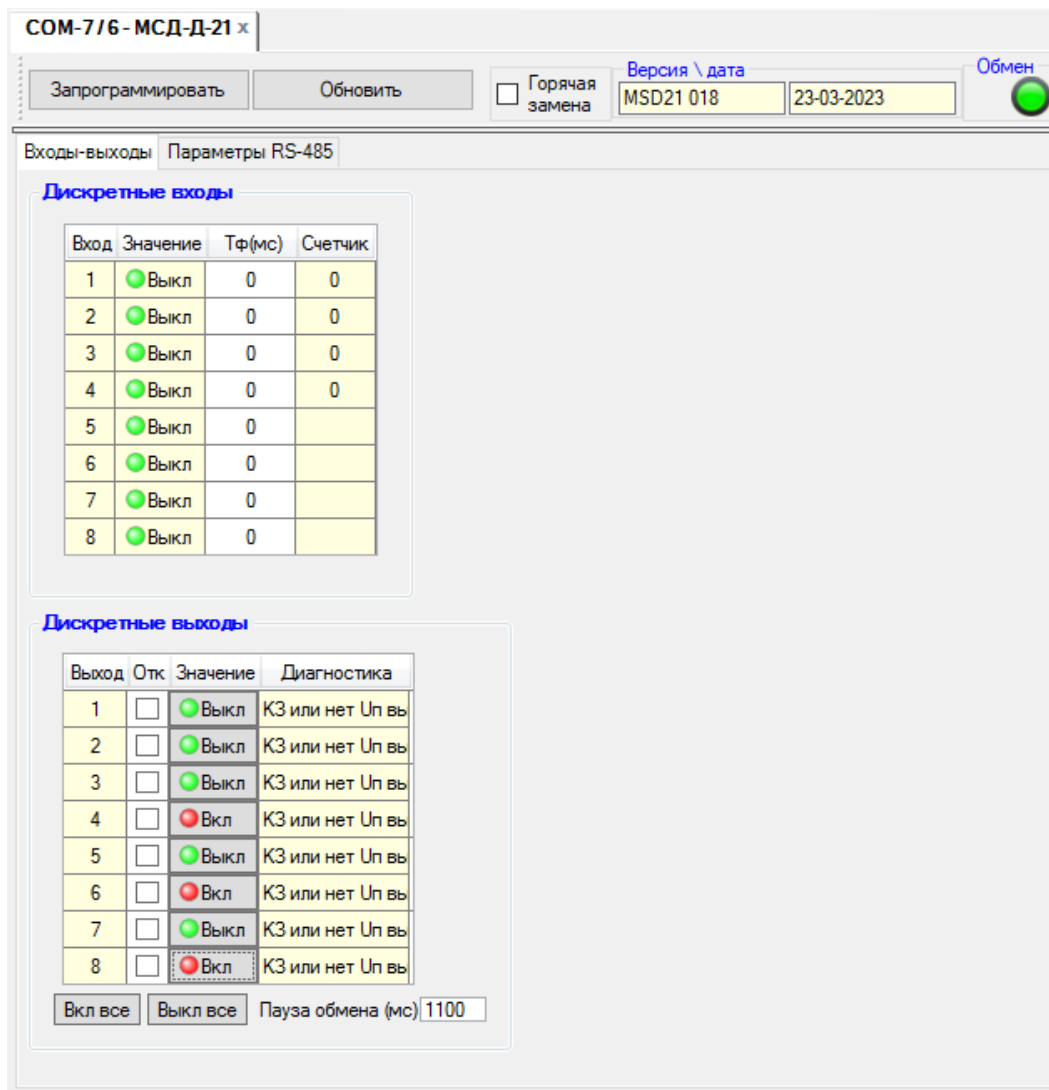 COM-7 / 6 - МСД-Д-21 x
Запрограммировать Обновить Горячая замена Версия \ дата MSD21 018 23-03-2023 Обмен
Входы-выходы Параметры RS-485
Дискретные входы
Вход Значение Тф(мс) Счетчик
1 Выкл 0 0
2 Выкл 0 0
3 Выкл 0 0
4 Выкл 0 0
5 Выкл 0
6 Выкл 0
7 Выкл 0
8 Выкл 0
Дискретные выходы
Выход Отк Значение Диагностика
1 Выкл КЗ или нет Uп вы
2 Выкл КЗ или нет Uп вы
3 Выкл КЗ или нет Uп вы
4 Вкл КЗ или нет Uп вы
5 Выкл КЗ или нет Uп вы
6 Вкл КЗ или нет Uп вы
7 Выкл КЗ или нет Uп вы
8 Вкл КЗ или нет Uп вы
Вкл все Выкл все Пауза обмена (мс) 1100